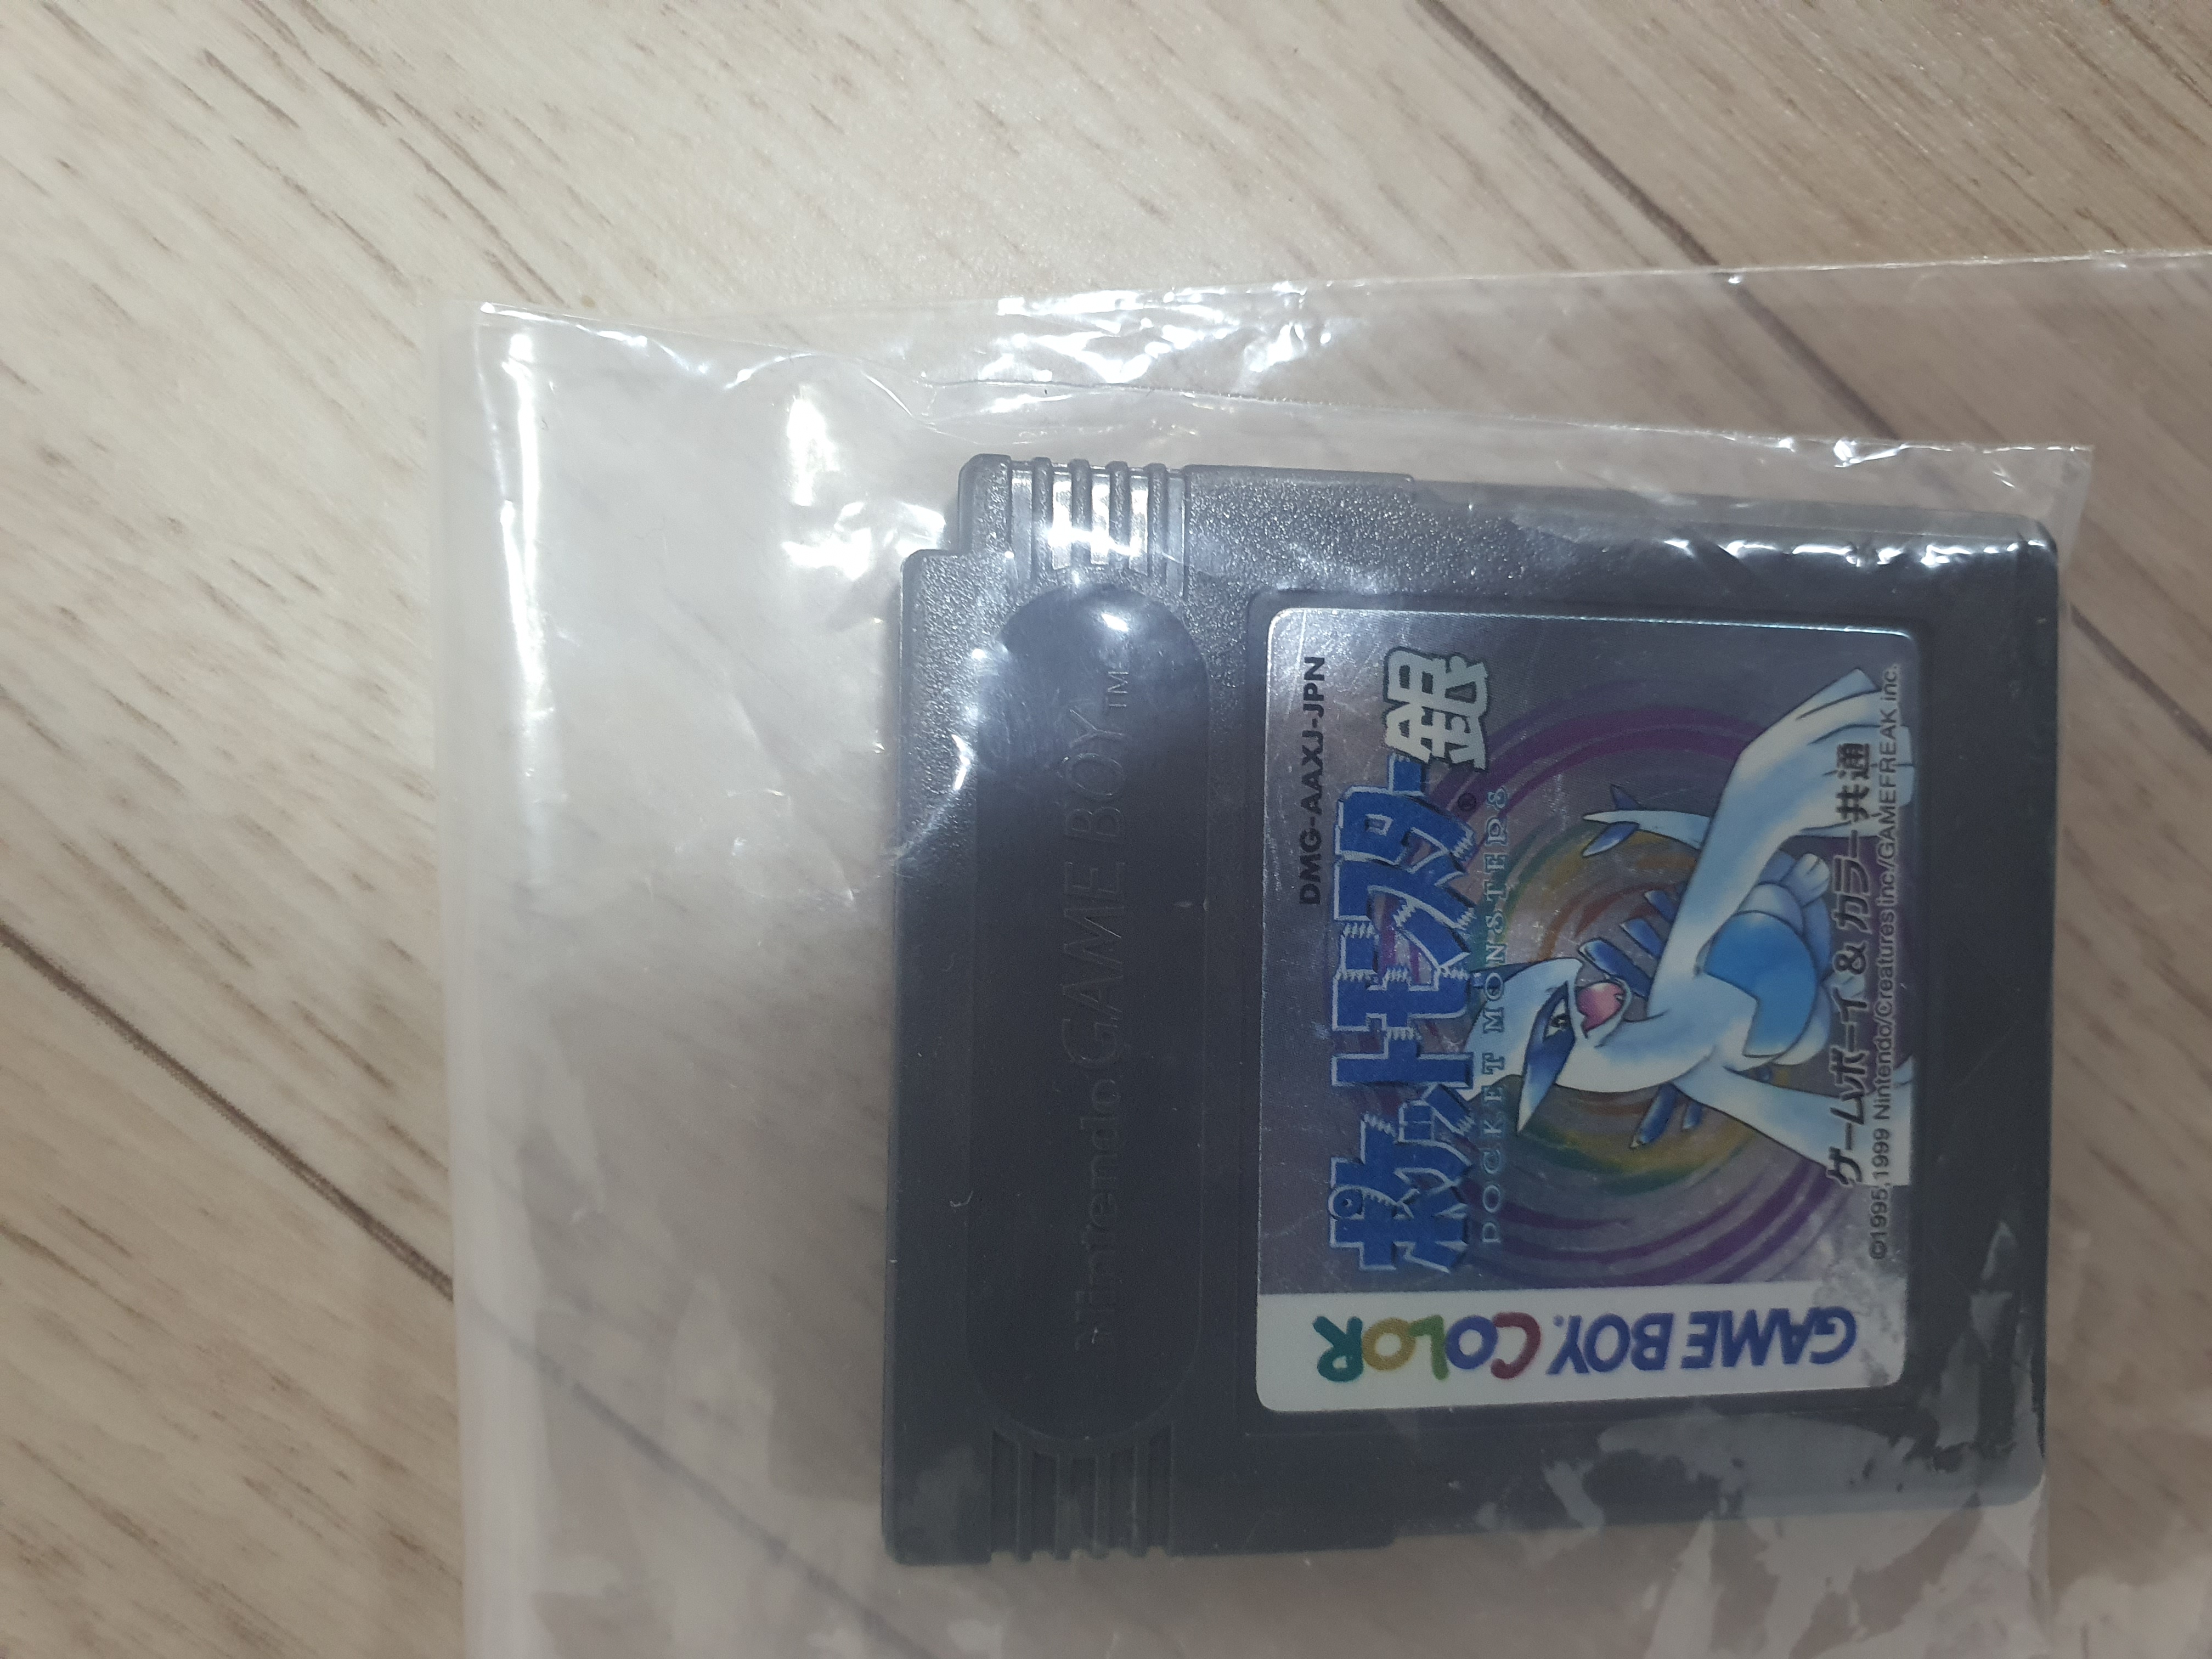 Nintendo GAME BOY™
DMG-AAXJ-JPN
ポケットモンスター銀
POCKET MONSTERS®
ゲームボーイ & カラー共通
©1995,1999 Nintendo/Creatures inc./GAMEFREAK inc.
GAME BOY COLOR